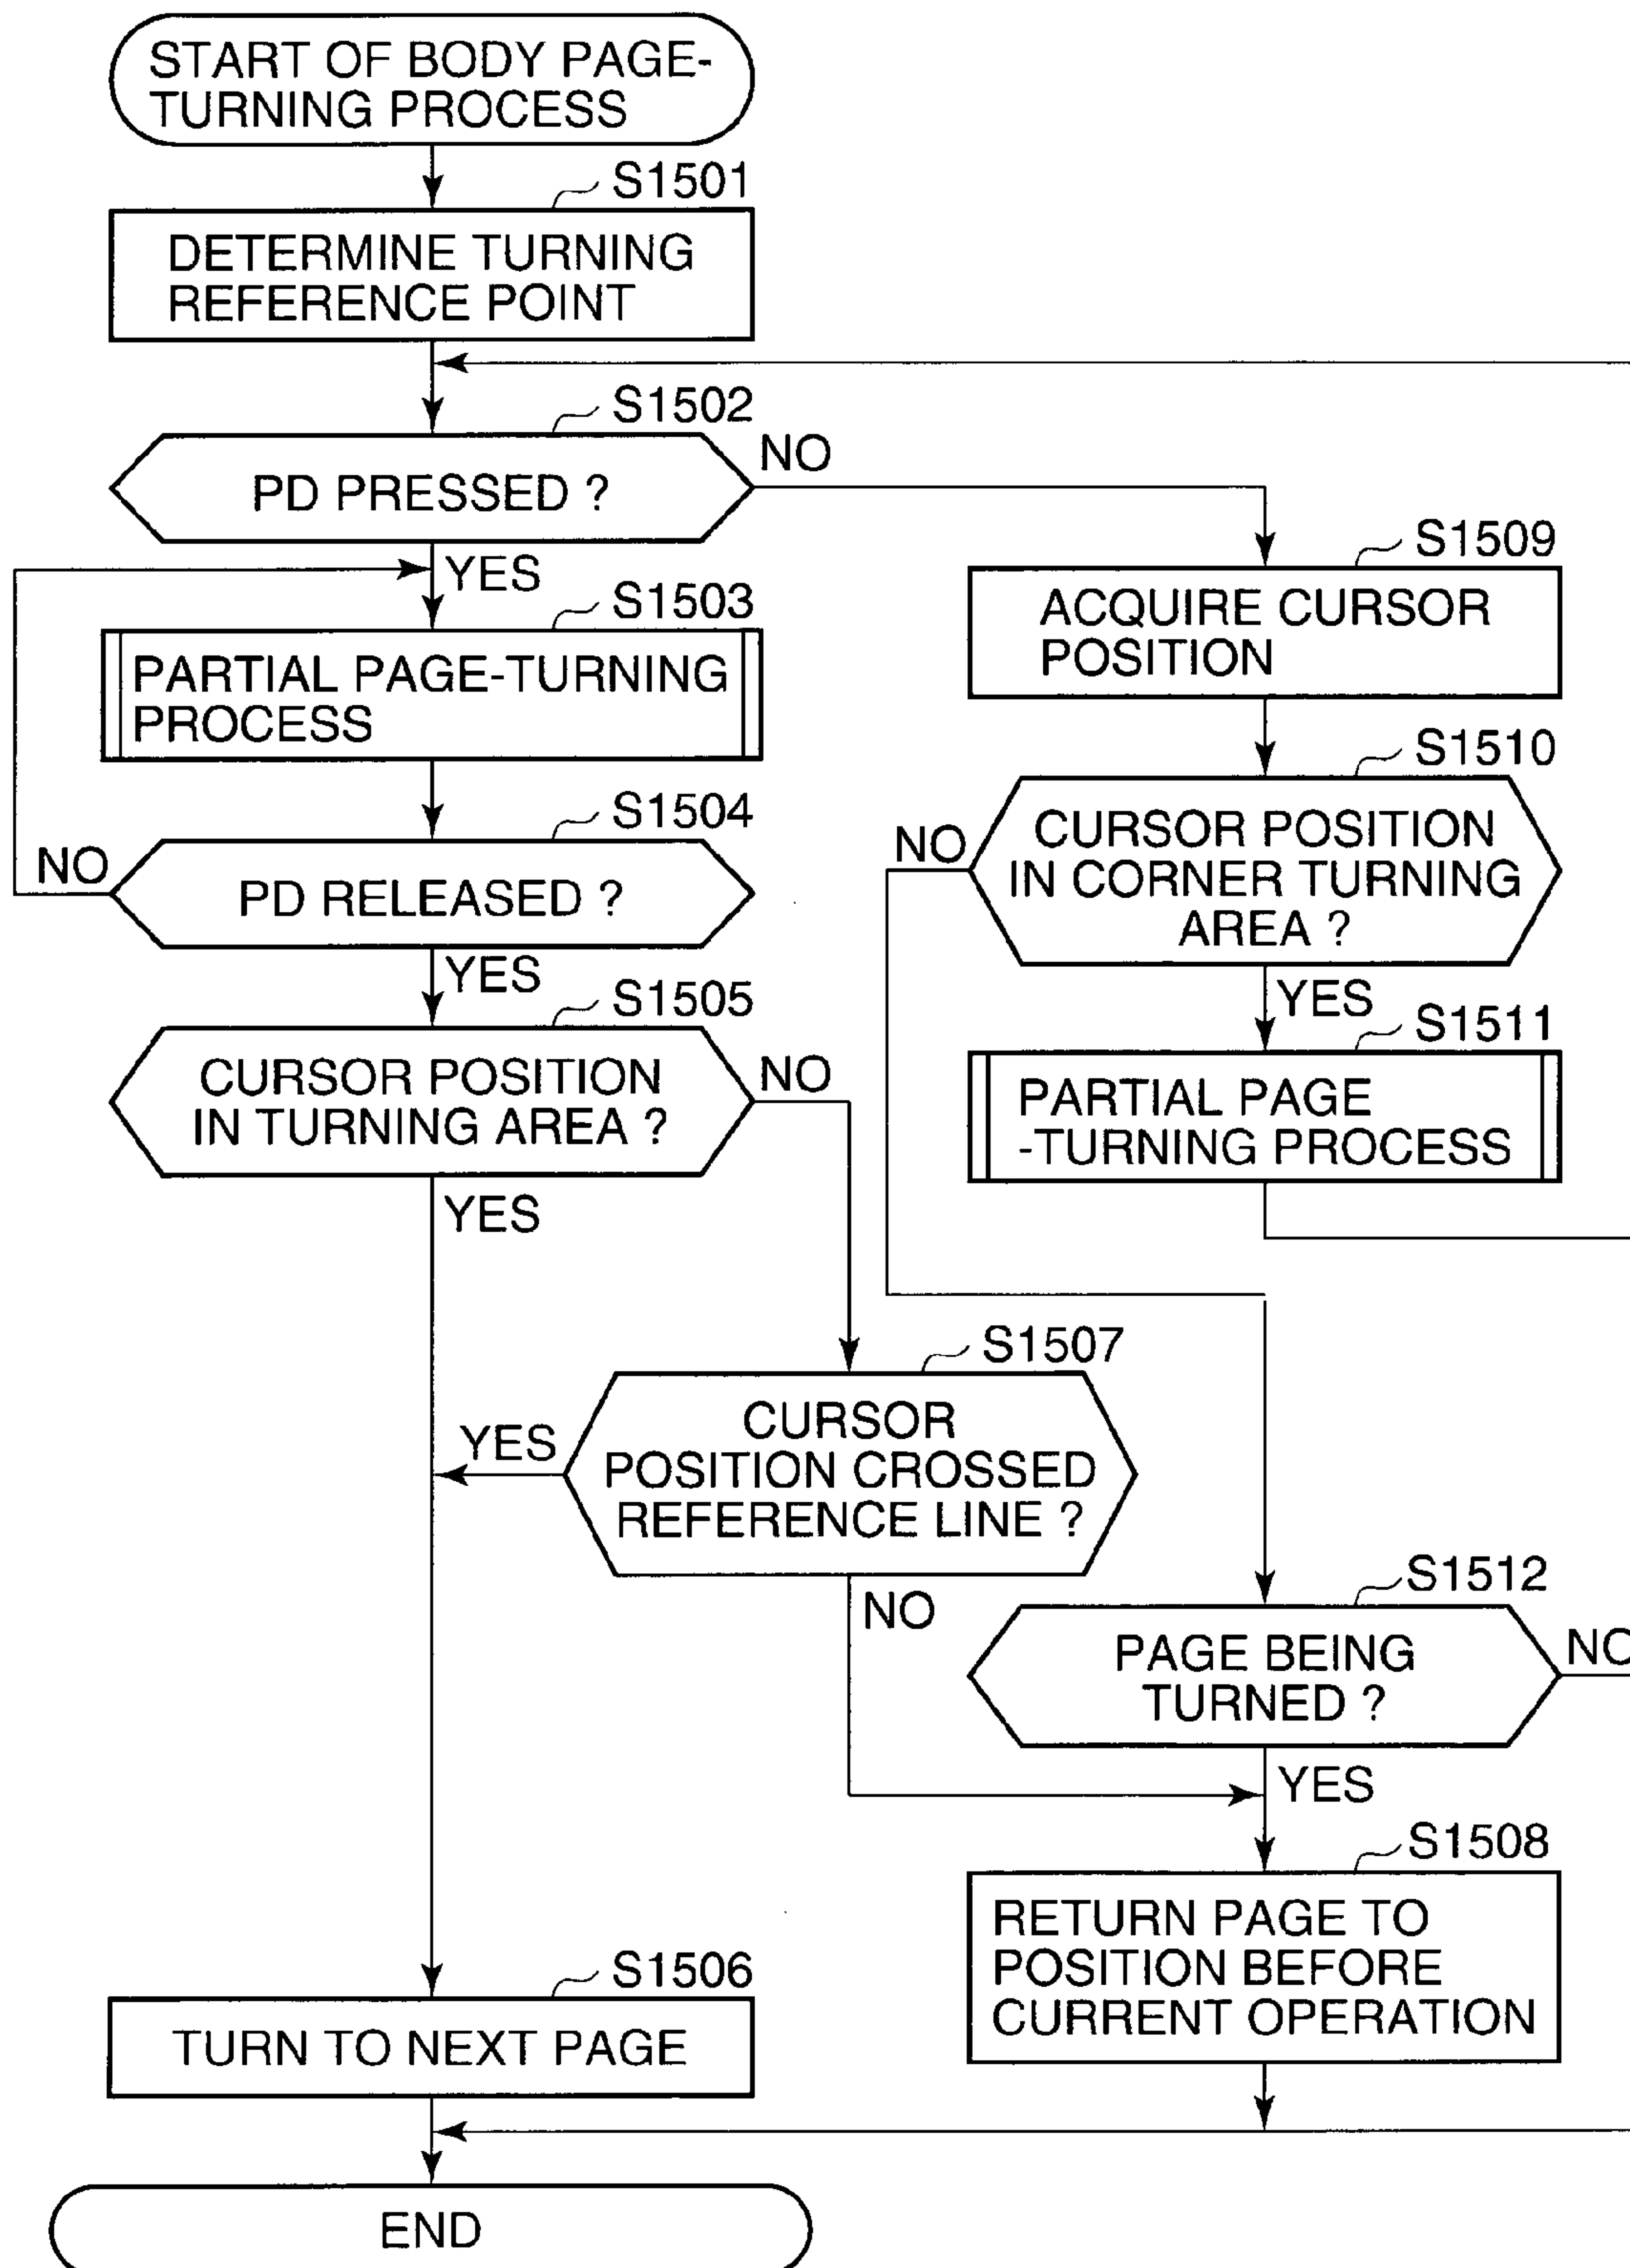 START OF BODY PAGE-
TURNING PROCESS
S1501
DETERMINE TURNING
REFERENCE POINT
S1502
PD PRESSED ?
NO
YES
S1503
PARTIAL PAGE-TURNING
PROCESS
S1504
NO
PD RELEASED ?
YES
S1505
CURSOR POSITION
IN TURNING AREA ?
NO
YES
S1509
ACQUIRE CURSOR
POSITION
S1510
NO
CURSOR POSITION
IN CORNER TURNING
AREA ?
YES
S1511
PARTIAL PAGE
-TURNING PROCESS
S1507
YES
CURSOR
POSITION CROSSED
REFERENCE LINE ?
NO
S1512
PAGE BEING
TURNED ?
NO
YES
S1508
RETURN PAGE TO
POSITION BEFORE
CURRENT OPERATION
S1506
TURN TO NEXT PAGE
END